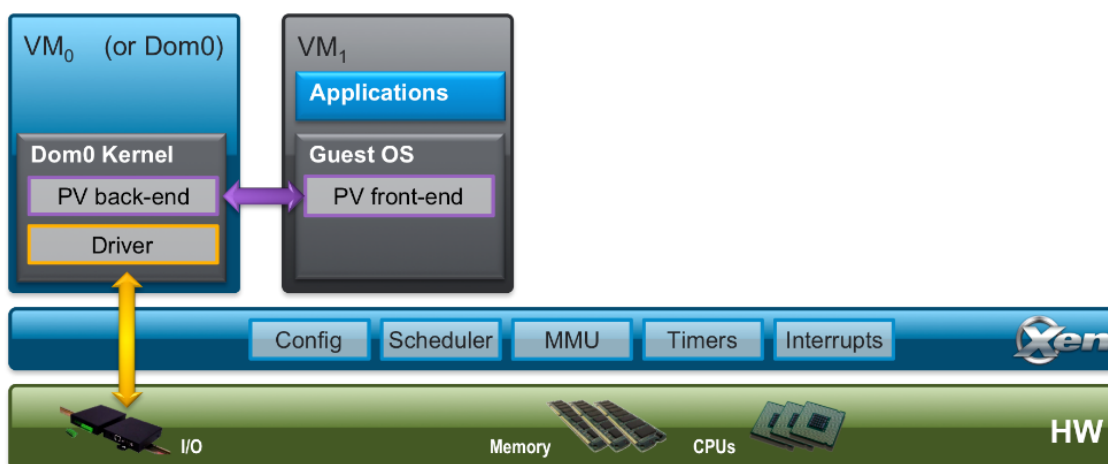 VM₀ (or Dom0)
VM₁
Applications
Dom0 Kernel
PV back-end
Driver
Guest OS
PV front-end
Config
Scheduler
MMU
Timers
Interrupts
Xen
I/O
Memory
CPUs
HW